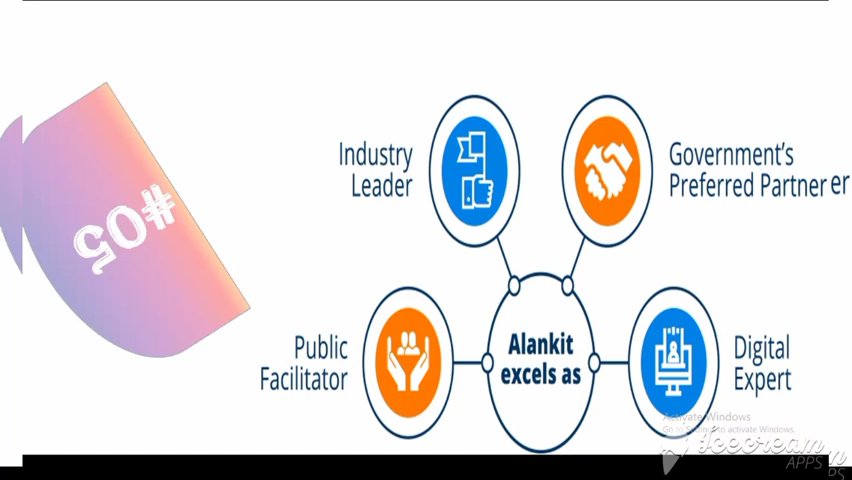 #05
Industry
Leader
Government's
Preferred Partner er
Public
Facilitator
Alankit
excels as
Digital
Expert
Activate Windows
Go to Settings to activate Windows.
Icecream
APPS
PS